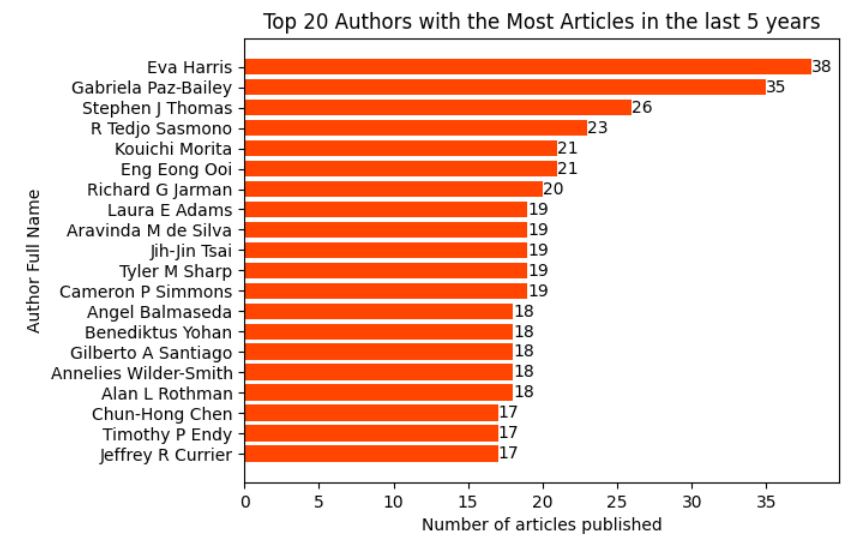 Top 20 Authors with the Most Articles in the last 5 years
Author Full Name
Eva Harris 38
Gabriela Paz-Bailey 35
Stephen J Thomas 26
R Tedjo Sasmono 23
Kouichi Morita 21
Eng Eong Ooi 21
Richard G Jarman 20
Laura E Adams 19
Aravinda M de Silva 19
Jih-Jin Tsai 19
Tyler M Sharp 19
Cameron P Simmons 19
Angel Balmaseda 18
Benediktus Yohan 18
Gilberto A Santiago 18
Annelies Wilder-Smith 18
Alan L Rothman 18
Chun-Hong Chen 17
Timothy P Endy 17
Jeffrey R Currier 17
0 5 10 15 20 25 30 35
Number of articles published